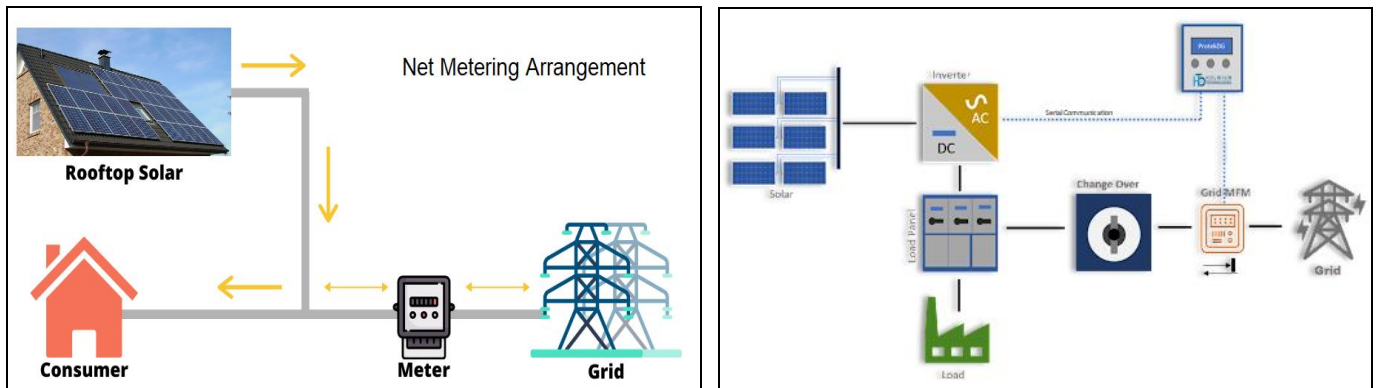 Net Metering Arrangement
Rooftop Solar
Consumer
Meter
Grid
Solar
Inverter
AC
DC
Serial Communication
Load Panel
Change Over
Grid MFM
Grid
Load